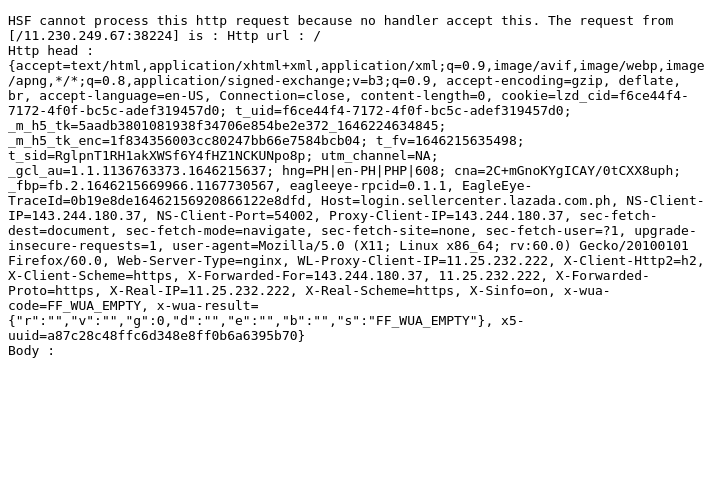 HSF cannot process this http request because no handler accept this. The request from
[/11.230.249.67:38224] is : Http url : /
Http head :
{accept=text/html,application/xhtml+xml,application/xml;q=0.9,image/avif,image/webp,image
/apng,*/*;q=0.8,application/signed-exchange;v=b3;q=0.9, accept-encoding=gzip, deflate,
br, accept-language=en-US, Connection=close, content-length=0, cookie=lzd_cid=f6ce44f4-
7172-4f0f-bc5c-adef319457d0; t_uid=f6ce44f4-7172-4f0f-bc5c-adef319457d0;
_m_h5_tk=5aadb3801081938f34706e854be2e372_1646224634845;
_m_h5_tk_enc=1f834356003cc80247bb66e7584bcb04; t_fv=1646215635498;
t_sid=RglpnT1RH1akXWSf6Y4fHZ1NCKUNpo8p; utm_channel=NA;
_gcl_au=1.1.1136763373.1646215637; hng=PH|en-PH|PHP|608; cna=2C+mGnoKYgICAY/0tCXX8uph;
_fbp=fb.2.1646215669966.1167730567, eagleeye-rpcid=0.1.1, EagleEye-
TraceId=0b19e8de16462156920866122e8dfd, Host=login.sellercenter.lazada.com.ph, NS-Client-
IP=143.244.180.37, NS-Client-Port=54002, Proxy-Client-IP=143.244.180.37, sec-fetch-
dest=document, sec-fetch-mode=navigate, sec-fetch-site=none, sec-fetch-user=?1, upgrade-
insecure-requests=1, user-agent=Mozilla/5.0 (X11; Linux x86_64; rv:60.0) Gecko/20100101
Firefox/60.0, Web-Server-Type=nginx, WL-Proxy-Client-IP=11.25.232.222, X-Client-Http2=h2,
X-Client-Scheme=https, X-Forwarded-For=143.244.180.37, 11.25.232.222, X-Forwarded-
Proto=https, X-Real-IP=11.25.232.222, X-Real-Scheme=https, X-Sinfo=on, x-wua-
code=FF_WUA_EMPTY, x-wua-result=
{"r":"","v":"","g":0,"d":"","e":"","b":"","s":"FF_WUA_EMPTY"}, x5-
uuid=a87c28c48ffc6d348e8ff0b6a6395b70}
Body :